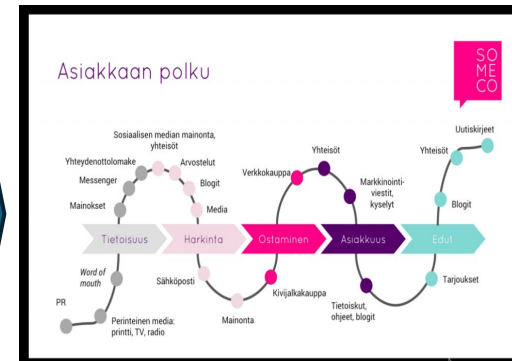 Asiakkaan polku
SO
ME
CO
Sosiaalisen median mainonta,
yhteisöt
Yhteydenottolomake
Arvostelut
Messenger
Blogit
Mainokset
Media
Verkkokauppa
Yhteisöt
Markkinointi-
viestit,
kyselyt
Uutiskirjeet
Yhteisöt
Blogit
Tietoisuus
Harkinta
Ostaminen
Asiakkuus
Edut
Word of
mouth
PR
Perinteinen media:
printti, TV, radio
Sähköposti
Mainonta
Kivijalkakauppa
Tietoiskut,
ohjeet, blogit
Tarjoukset